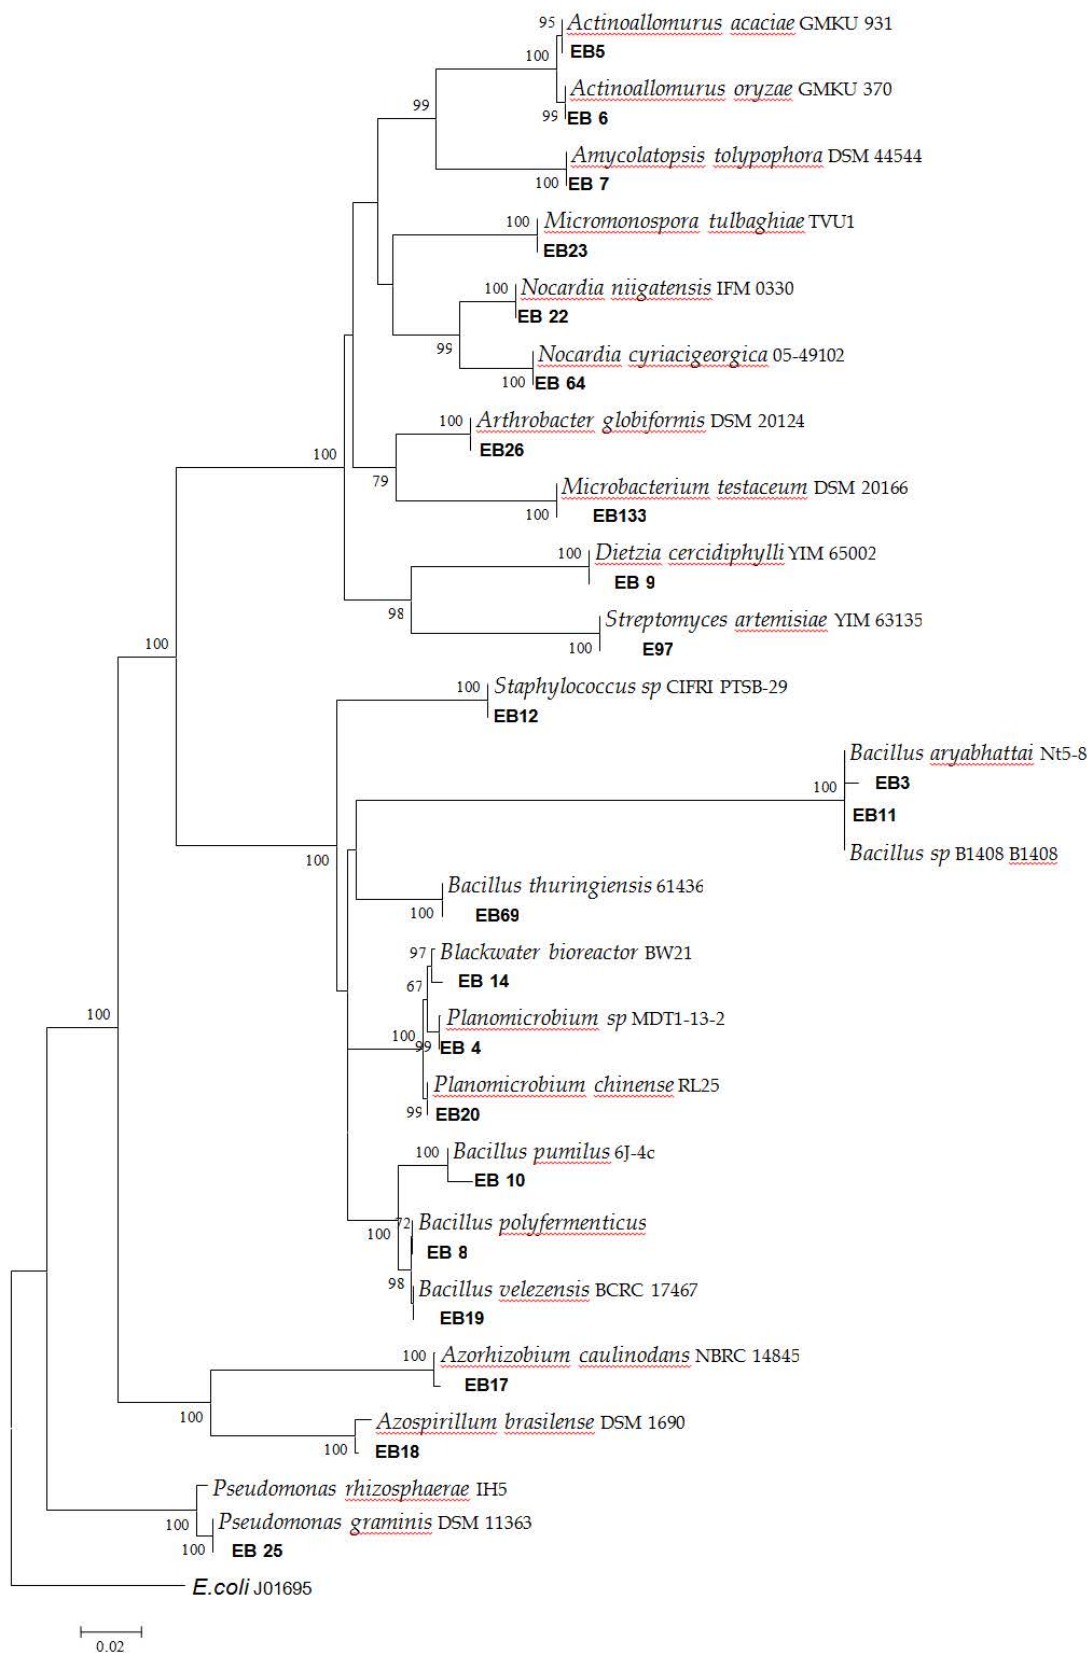 95 Actinoallomurus acaciae GMKU 931
EB5
100
Actinoallomurus oryzae GMKU 370
99
99 EB 6
Amycolatopsis tolypophora DSM 44544
100 EB 7
100 Micromonospora tulbaghiae TVU1
EB23
100 Nocardia niigatensis IFM 0330
EB 22
99
Nocardia cyriacigeorgica 05-49102
100 EB 64
100 Arthrobacter globiformis DSM 20124
EB26
100
79
Microbacterium testaceum DSM 20166
100 EB133
100 Dietzia cercidiphylli YIM 65002
EB 9
98
Streptomyces artemisiae YIM 63135
100 E97
100
100 Staphylococcus sp CIFRI PTSB-29
EB12
Bacillus aryabhattai Nt5-8
100 EB3
EB11
Bacillus sp B1408 B1408
100
Bacillus thuringiensis 61436
100 EB69
97 Blackwater bioreactor BW21
EB 14
67
100
Planomicrobium sp MDT1-13-2
99 EB 4
100
Planomicrobium chinense RL25
99 EB20
100 Bacillus pumilus 6J-4c
EB 10
72 Bacillus polyfermenticus
100
EB 8
98 Bacillus velezensis BCRC 17467
EB19
100 Azorhizobium caulinodans NBRC 14845
EB17
100
Azospirillum brasilense DSM 1690
100 EB18
Pseudomonas rhizosphaerae IH5
100 Pseudomonas graminis DSM 11363
100 EB 25
E.coli J01695
0.02